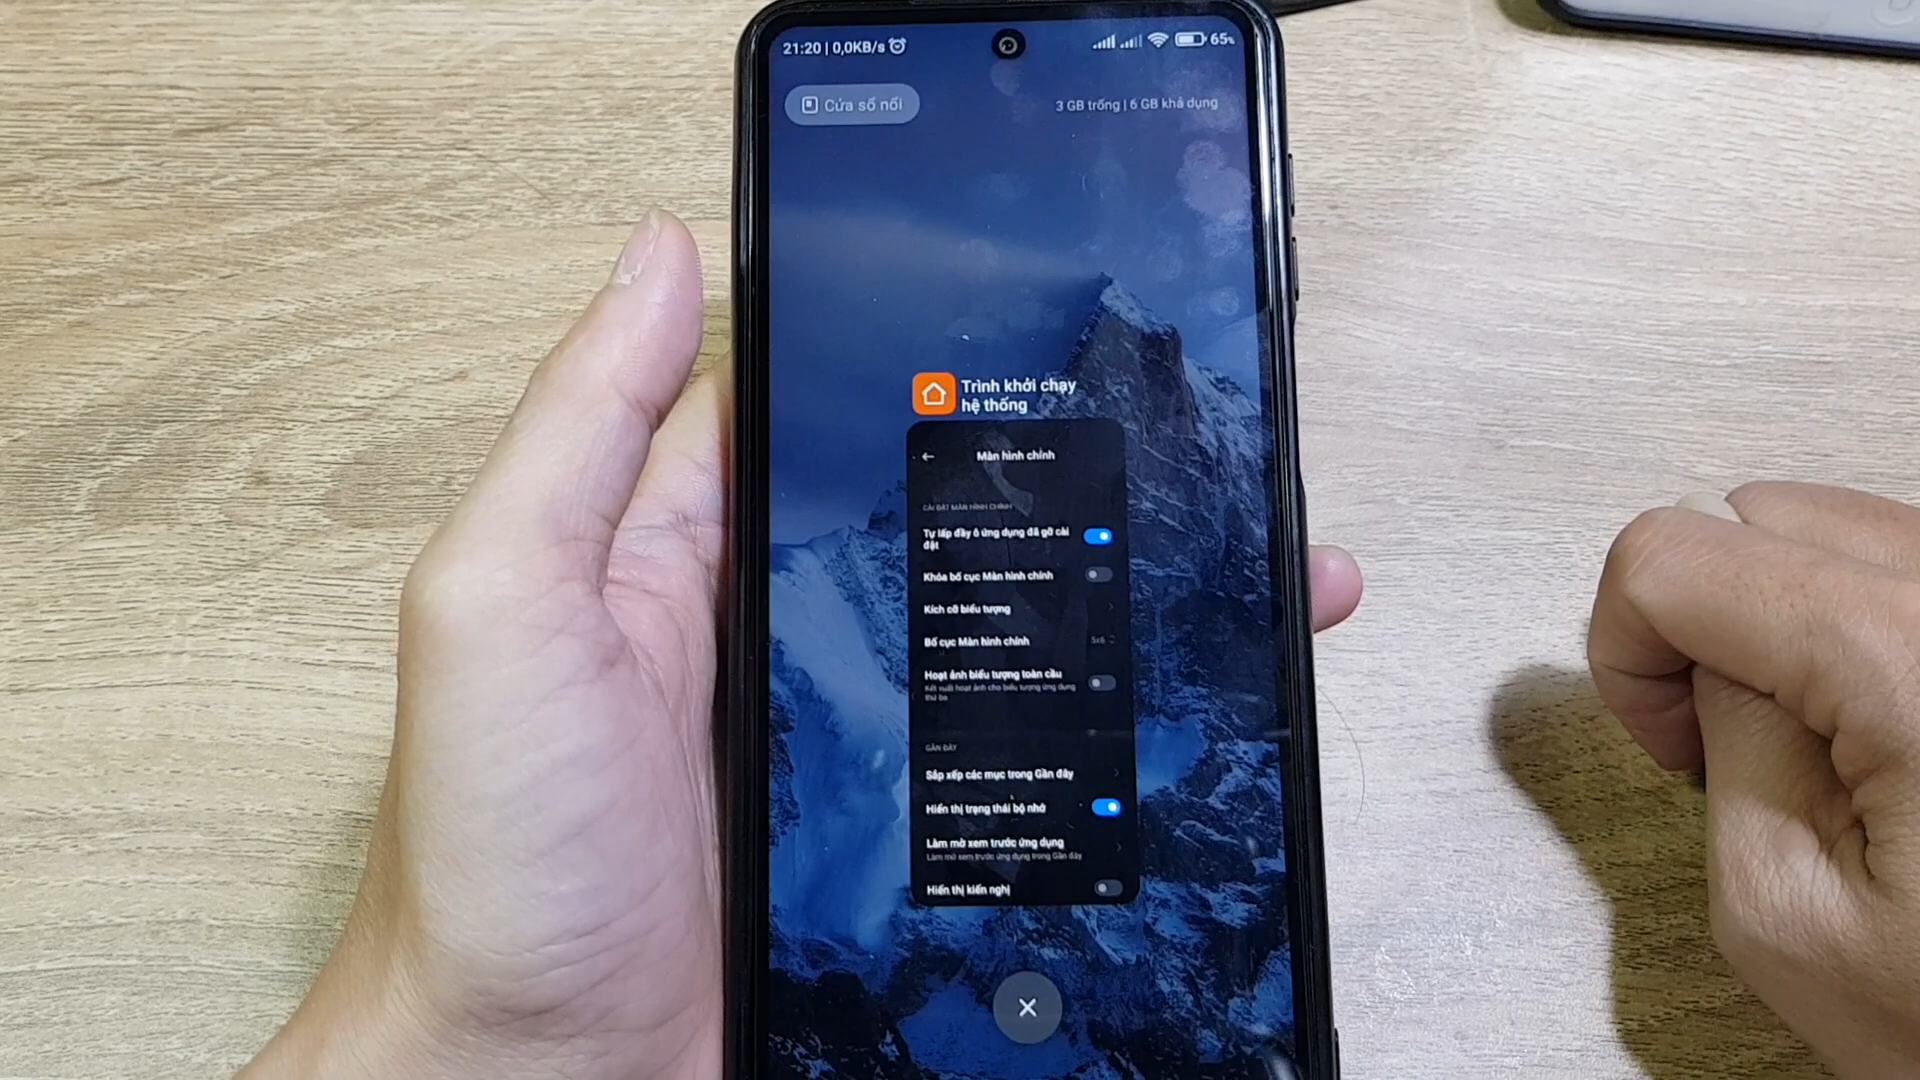 21:20 | 0,0KB/s
65%
Cửa sổ nổi
3 GB trống | 6 GB khả dụng
Trình khởi chạy
hệ thống
Màn hình chính
CÀI ĐẶT MÀN HÌNH CHÍNH
Tự lấp đầy ô ứng dụng đã gỡ cài
đặt
Khóa bố cục Màn hình chính
Kích cỡ biểu tượng
Bố cục Màn hình chính
5x6
Hoạt ảnh biểu tượng toàn cầu
Kết xuất hoạt ảnh cho biểu tượng ứng dụng
thứ ba
GẦN ĐÂY
Sắp xếp các mục trong Gần đây
Hiển thị trạng thái bộ nhớ
Làm mờ xem trước ứng dụng
Làm mờ xem trước ứng dụng trong Gần đây
Hiển thị kiến nghị